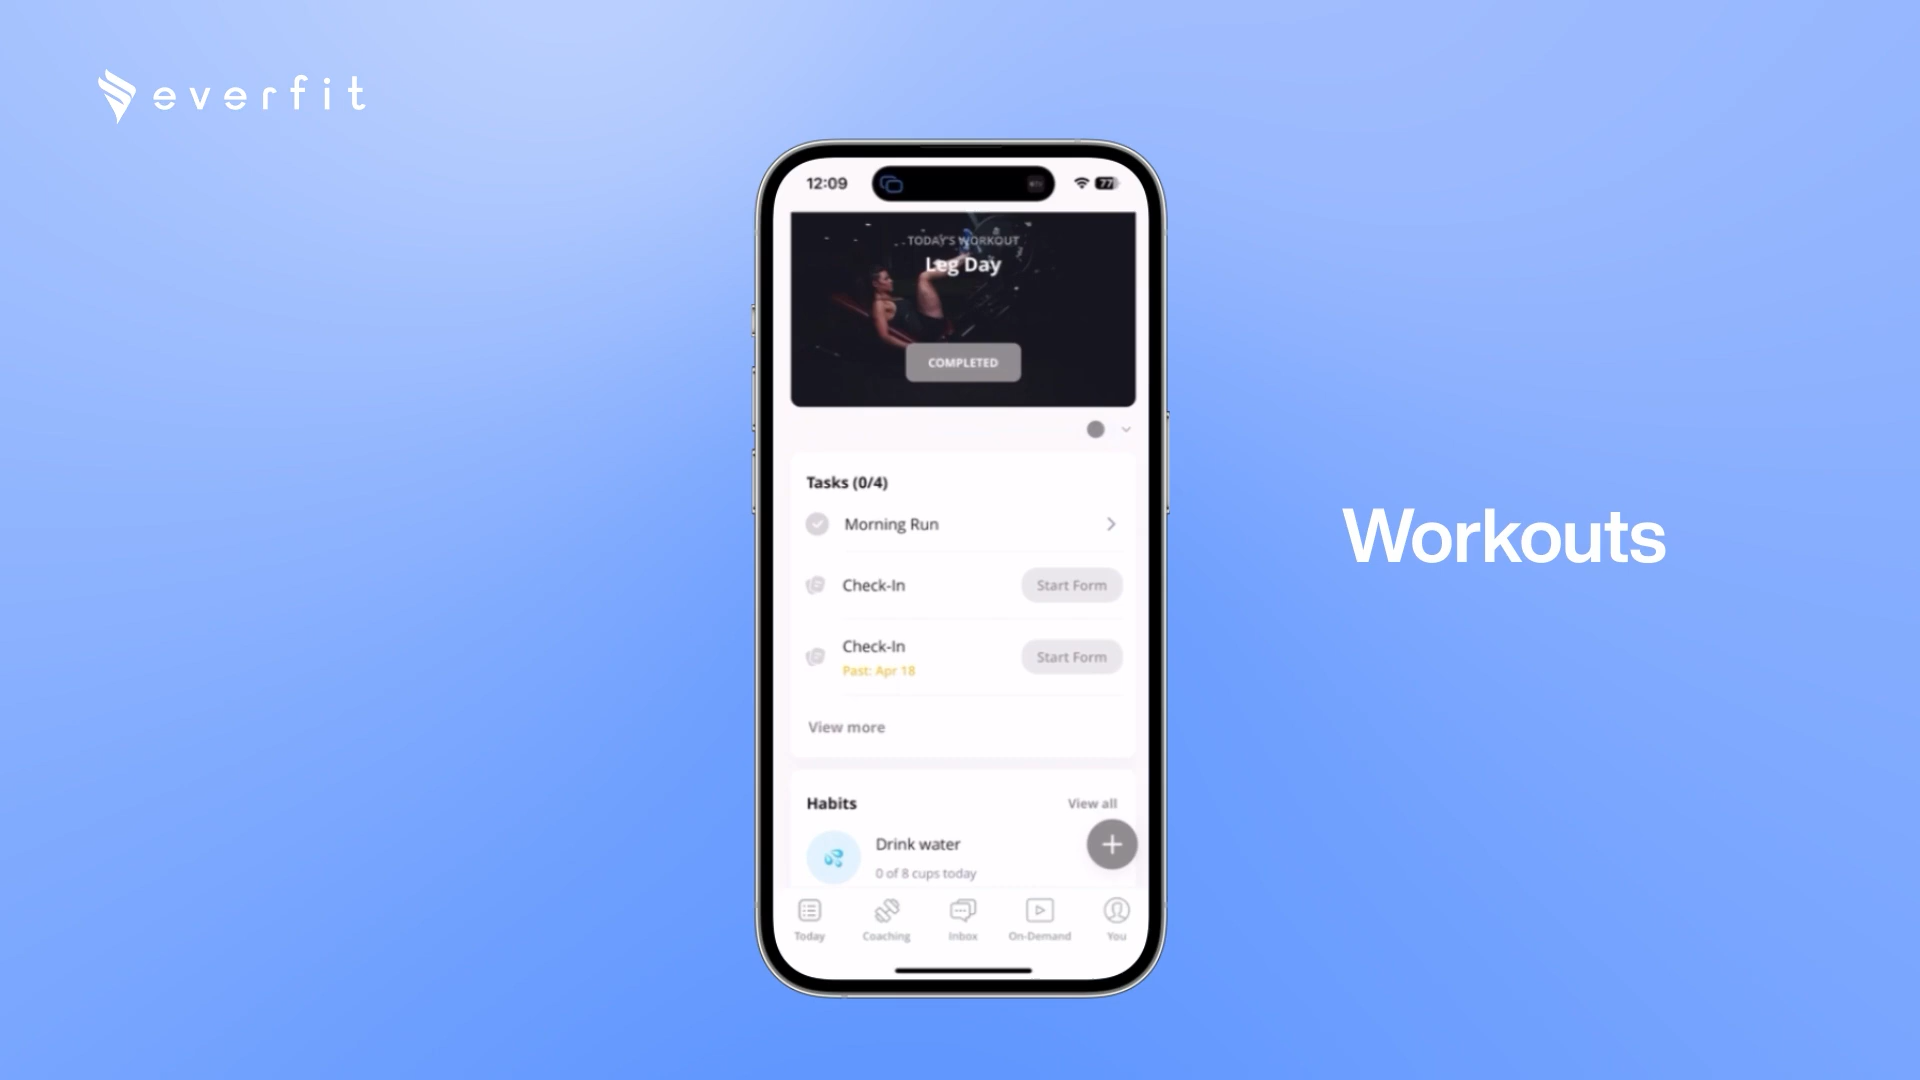 everfit
12:09
77
TODAY'S WORKOUT
Leg Day
COMPLETED
Tasks (0/4)
Morning Run
Check-In
Start Form
Check-In
Past: Apr 18
Start Form
View more
Habits
View all
Drink water
0 of 8 cups today
Today
Coaching
Inbox
On-Demand
You
Workouts